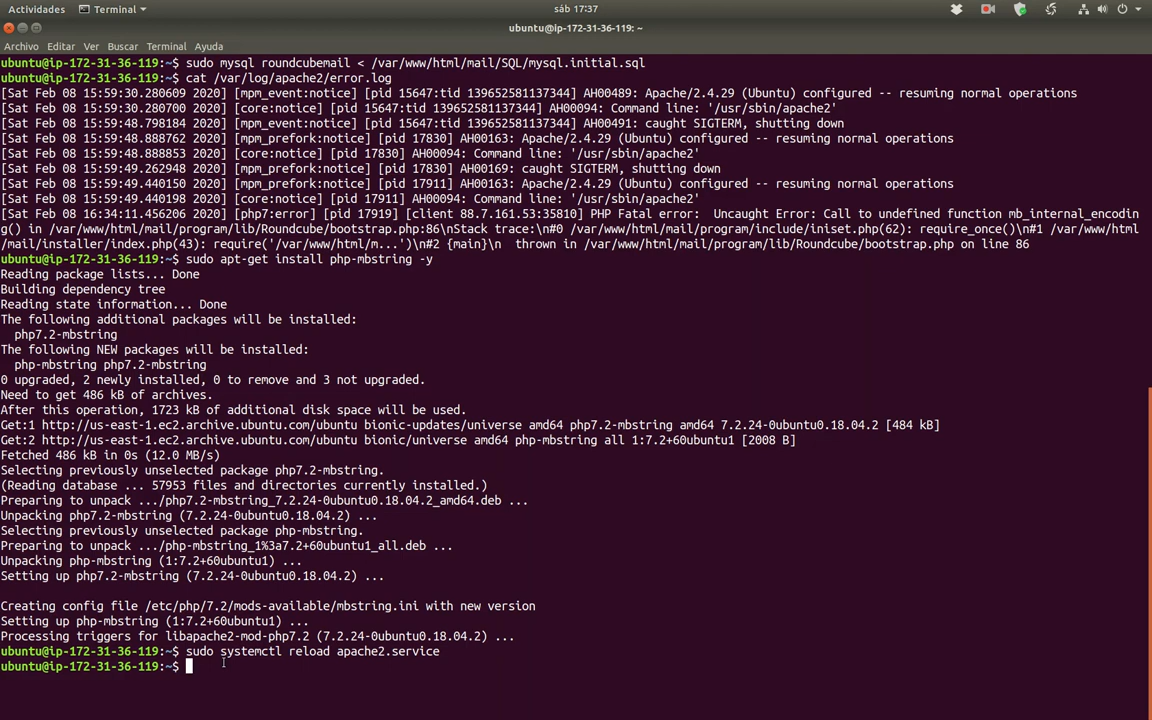 Actividades Terminal sáb 17:37
ubuntu@ip-172-31-36-119: ~
Archivo Editar Ver Buscar Terminal Ayuda
ubuntu@ip-172-31-36-119:~$ sudo mysql roundcubemail < /var/www/html/mail/SQL/mysql.initial.sql
ubuntu@ip-172-31-36-119:~$ cat /var/log/apache2/error.log
[Sat Feb 08 15:59:30.280609 2020] [mpm_event:notice] [pid 15647:tid 139652581137344] AH00489: Apache/2.4.29 (Ubuntu) configured -- resuming normal operations
[Sat Feb 08 15:59:30.280700 2020] [core:notice] [pid 15647:tid 139652581137344] AH00094: Command line: '/usr/sbin/apache2'
[Sat Feb 08 15:59:48.798184 2020] [mpm_event:notice] [pid 15647:tid 139652581137344] AH00491: caught SIGTERM, shutting down
[Sat Feb 08 15:59:48.888762 2020] [mpm_prefork:notice] [pid 17830] AH00163: Apache/2.4.29 (Ubuntu) configured -- resuming normal operations
[Sat Feb 08 15:59:48.888853 2020] [core:notice] [pid 17830] AH00094: Command line: '/usr/sbin/apache2'
[Sat Feb 08 15:59:49.262948 2020] [mpm_prefork:notice] [pid 17830] AH00169: caught SIGTERM, shutting down
[Sat Feb 08 15:59:49.440150 2020] [mpm_prefork:notice] [pid 17911] AH00163: Apache/2.4.29 (Ubuntu) configured -- resuming normal operations
[Sat Feb 08 15:59:49.440198 2020] [core:notice] [pid 17911] AH00094: Command line: '/usr/sbin/apache2'
[Sat Feb 08 16:34:11.456206 2020] [php7:error] [pid 17919] [client 88.7.161.53:35810] PHP Fatal error:  Uncaught Error: Call to undefined function mb_internal_encodin
g() in /var/www/html/mail/program/lib/Roundcube/bootstrap.php:86\nStack trace:\n#0 /var/www/html/mail/program/include/iniset.php(62): require_once()\n#1 /var/www/html
/mail/installer/index.php(43): require('/var/www/html/m...')\n#2 {main}\n  thrown in /var/www/html/mail/program/lib/Roundcube/bootstrap.php on line 86
ubuntu@ip-172-31-36-119:~$ sudo apt-get install php-mbstring -y
Reading package lists... Done
Building dependency tree
Reading state information... Done
The following additional packages will be installed:
  php7.2-mbstring
The following NEW packages will be installed:
  php-mbstring php7.2-mbstring
0 upgraded, 2 newly installed, 0 to remove and 3 not upgraded.
Need to get 486 kB of archives.
After this operation, 1723 kB of additional disk space will be used.
Get:1 http://us-east-1.ec2.archive.ubuntu.com/ubuntu bionic-updates/universe amd64 php7.2-mbstring amd64 7.2.24-0ubuntu0.18.04.2 [484 kB]
Get:2 http://us-east-1.ec2.archive.ubuntu.com/ubuntu bionic/universe amd64 php-mbstring all 1:7.2+60ubuntu1 [2008 B]
Fetched 486 kB in 0s (12.0 MB/s)
Selecting previously unselected package php7.2-mbstring.
(Reading database ... 57953 files and directories currently installed.)
Preparing to unpack .../php7.2-mbstring_7.2.24-0ubuntu0.18.04.2_amd64.deb ...
Unpacking php7.2-mbstring (7.2.24-0ubuntu0.18.04.2) ...
Selecting previously unselected package php-mbstring.
Preparing to unpack .../php-mbstring_1%3a7.2+60ubuntu1_all.deb ...
Unpacking php-mbstring (1:7.2+60ubuntu1) ...
Setting up php7.2-mbstring (7.2.24-0ubuntu0.18.04.2) ...
Creating config file /etc/php/7.2/mods-available/mbstring.ini with new version
Setting up php-mbstring (1:7.2+60ubuntu1) ...
Processing triggers for libapache2-mod-php7.2 (7.2.24-0ubuntu0.18.04.2) ...
ubuntu@ip-172-31-36-119:~$ sudo systemctl reload apache2.service
ubuntu@ip-172-31-36-119:~$